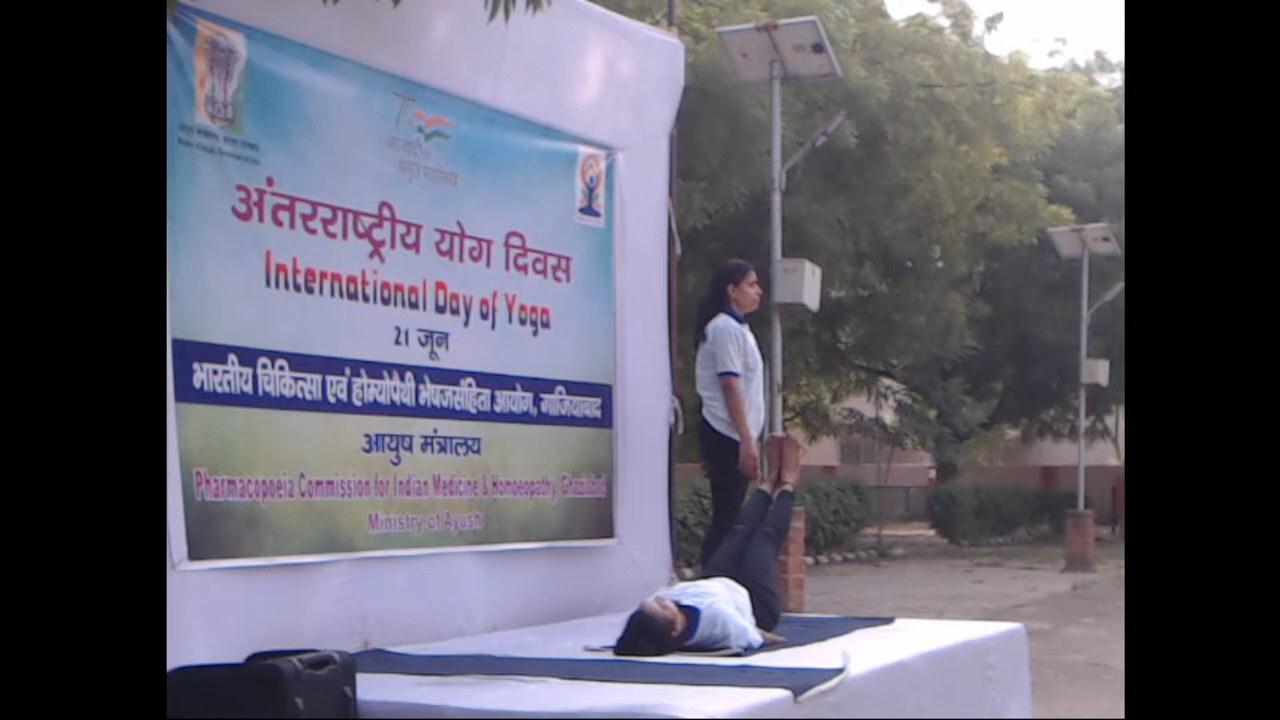 अंतरराष्ट्रीय योग दिवस
International Day of Yoga
21 जून
भारतीय चिकित्सा एवं होम्योपैथी भेषजसंहिता आयोग, गाजियाबाद
आयुष मंत्रालय
Pharmacopoeia Commission for Indian Medicine & Homoeopathy, Ghaziabad
Ministry of Ayush